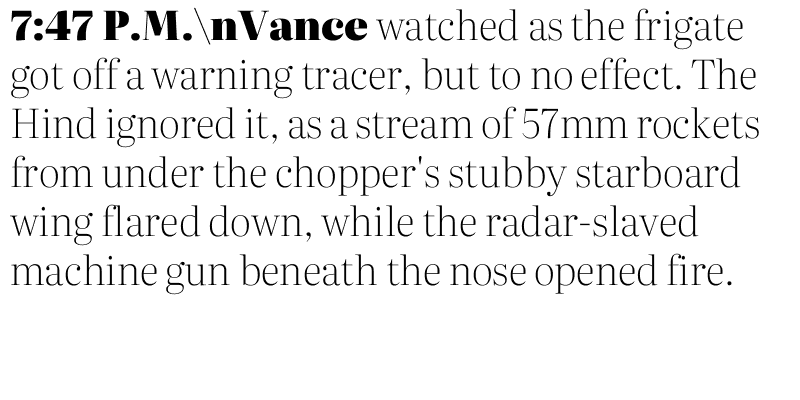 7:47 P.M.\nVance watched as the frigate
got off a warning tracer, but to no effect. The
Hind ignored it, as a stream of 57mm rockets
from under the chopper's stubby starboard
wing flared down, while the radar-slaved
machine gun beneath the nose opened fire.